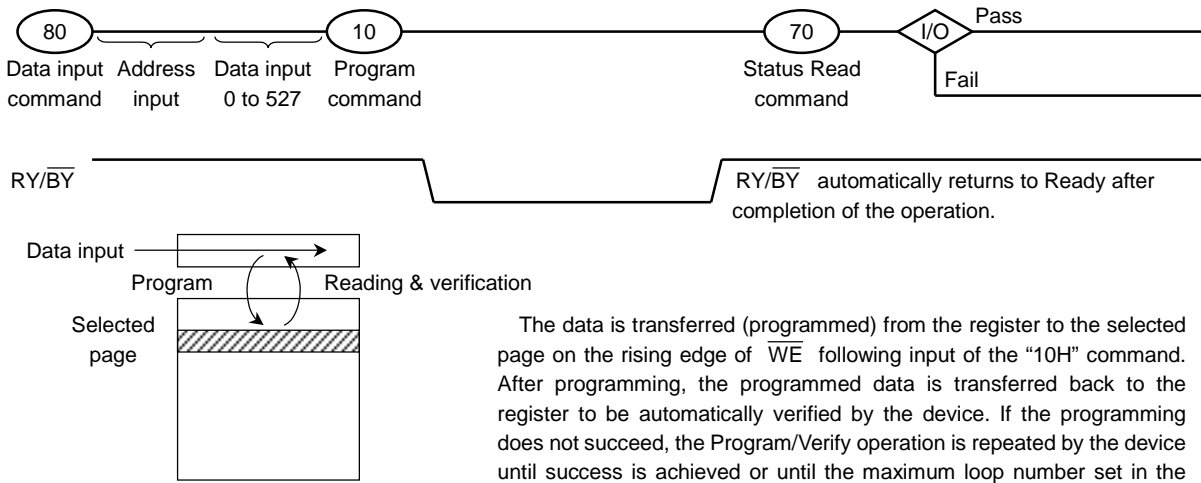 80 10 70 I/O Pass
Data input Address Data input Program Status Read
command input 0 to 527 command command Fail
RY/BY RY/BY automatically returns to Ready after
completion of the operation.
Data input
Program Reading & verification
Selected
page
The data is transferred (programmed) from the register to the selected
page on the rising edge of WE following input of the “10H” command.
After programming, the programmed data is transferred back to the
register to be automatically verified by the device. If the programming
does not succeed, the Program/Verify operation is repeated by the device
until success is achieved or until the maximum loop number set in the